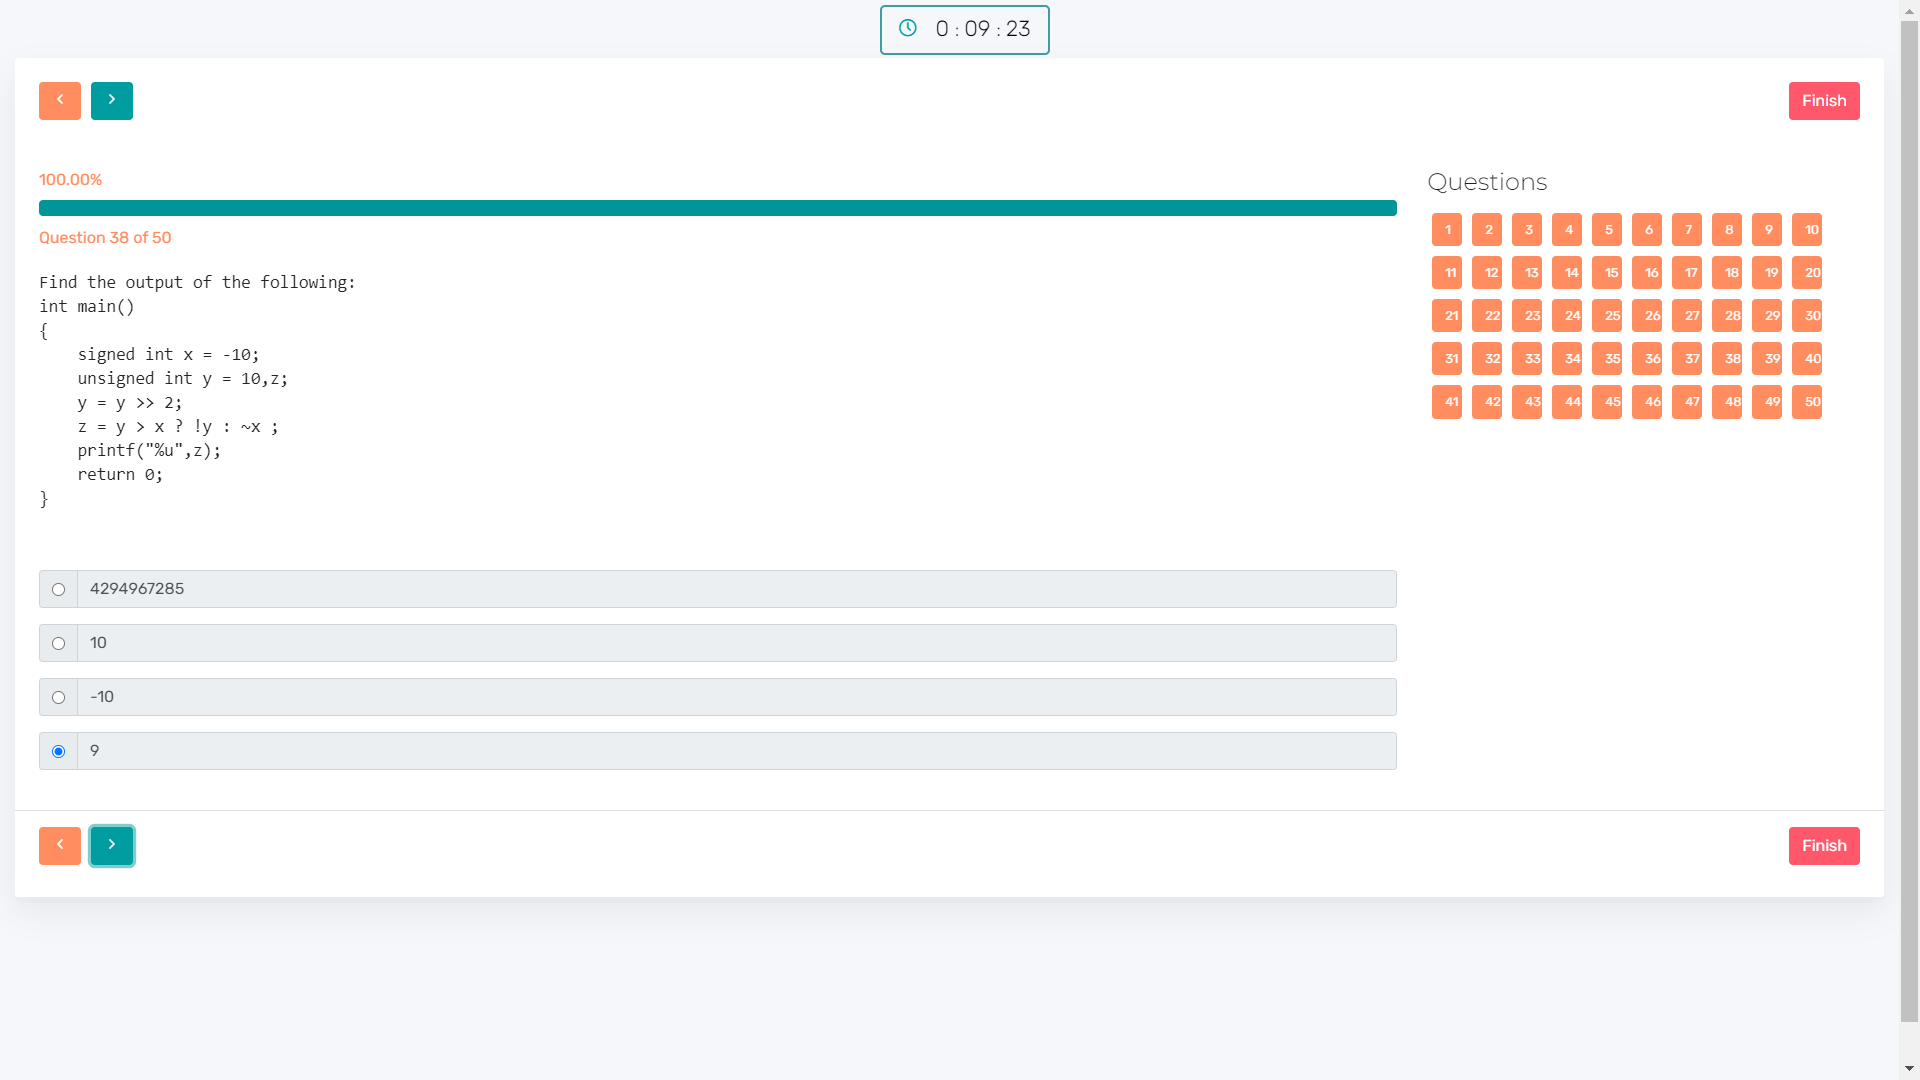 0 : 09 : 23
Finish
100.00%
Question 38 of 50
Find the output of the following:
int main()
{
    signed int x = -10;
    unsigned int y = 10,z;
    y = y >> 2;
    z = y > x ? !y : ~x ;
    printf("%u",z);
    return 0;
}
4294967285
10
-10
9
Questions
1 2 3 4 5 6 7 8 9 10
11 12 13 14 15 16 17 18 19 20
21 22 23 24 25 26 27 28 29 30
31 32 33 34 35 36 37 38 39 40
41 42 43 44 45 46 47 48 49 50
Finish